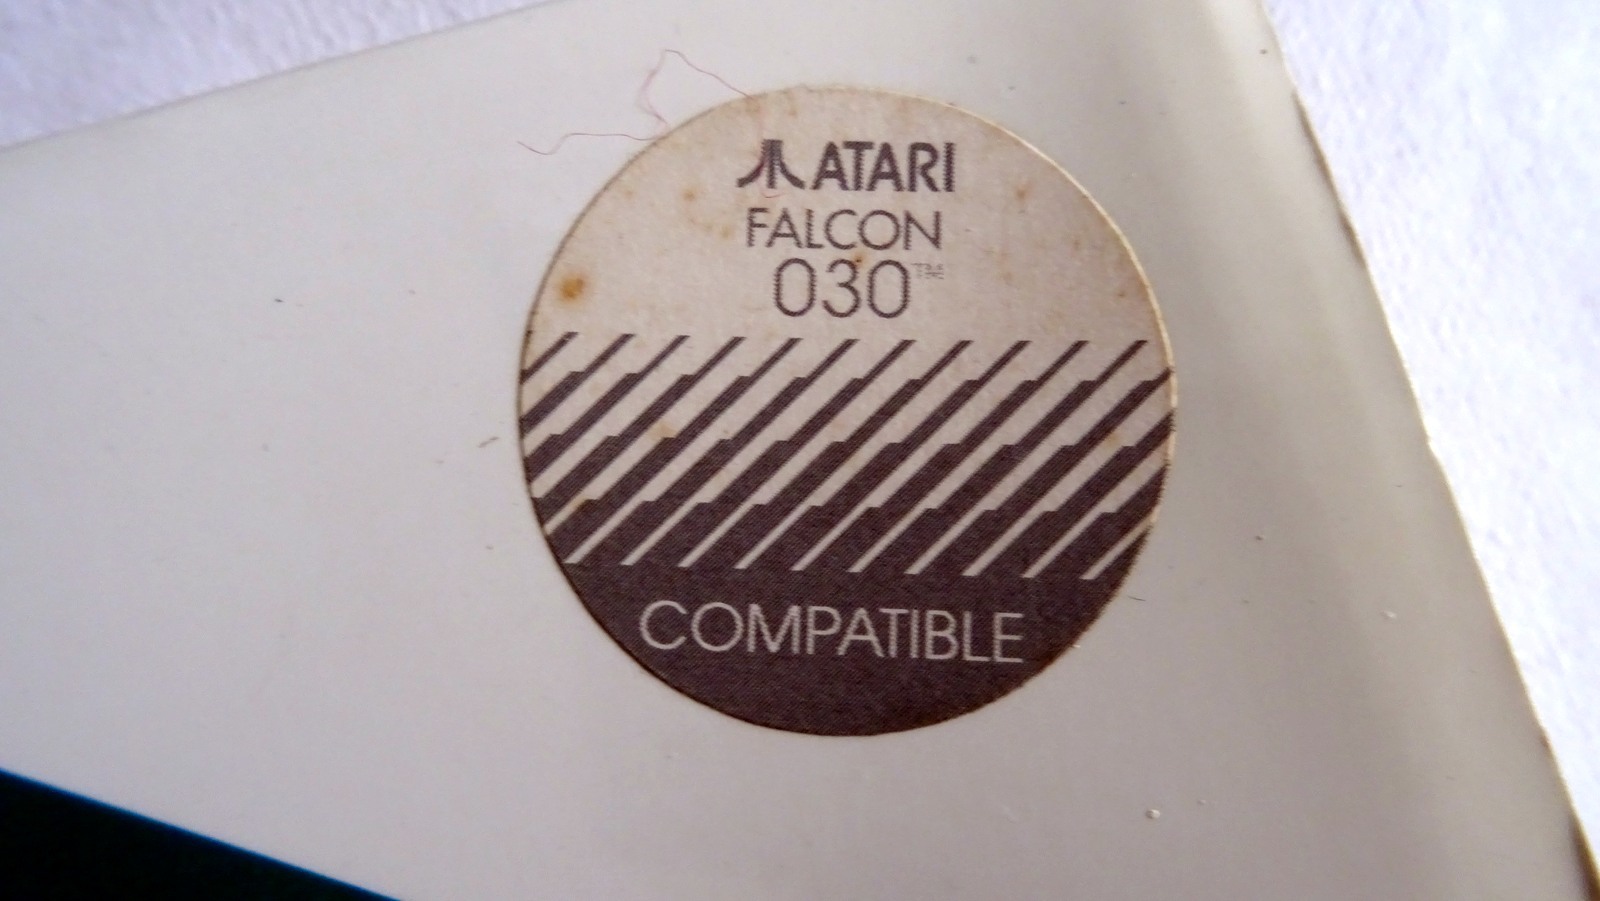 ATARI
FALCON
030™
COMPATIBLE